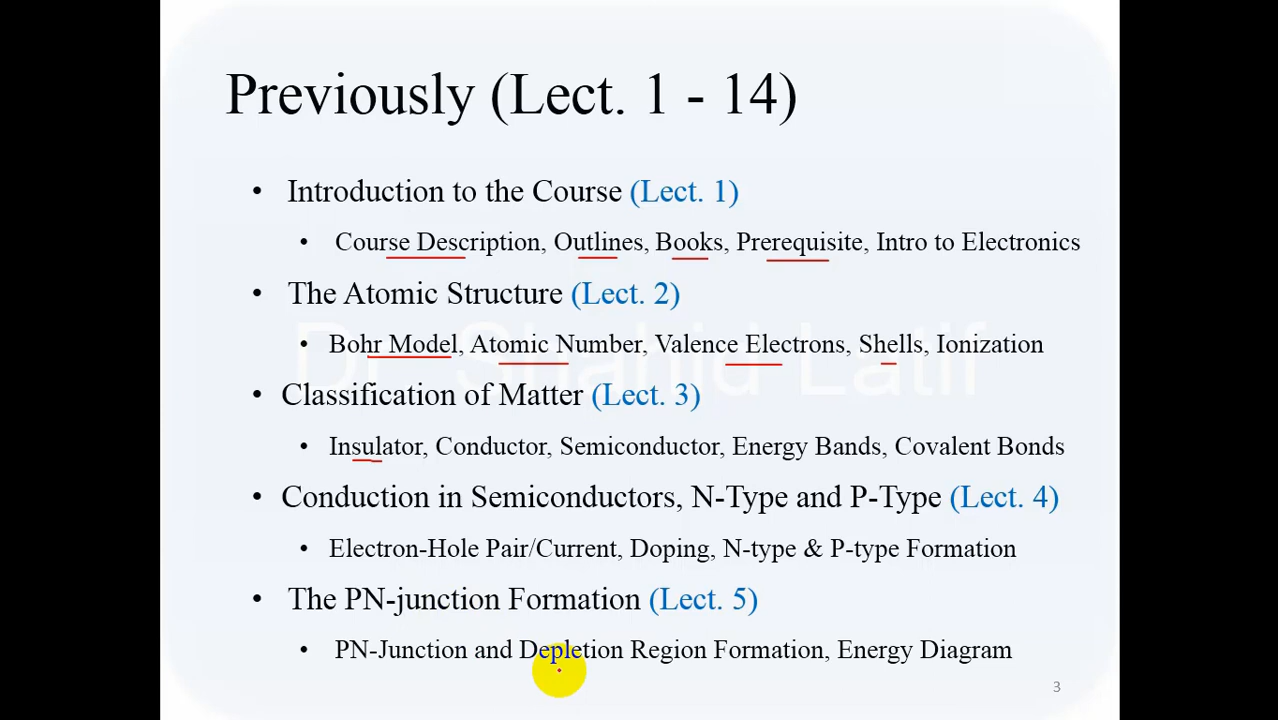 Previously (Lect. 1 - 14)
• Introduction to the Course (Lect. 1)
• Course Description, Outlines, Books, Prerequisite, Intro to Electronics
• The Atomic Structure (Lect. 2)
• Bohr Model, Atomic Number, Valence Electrons, Shells, Ionization
Dr Shahid Latif
• Classification of Matter (Lect. 3)
• Insulator, Conductor, Semiconductor, Energy Bands, Covalent Bonds
• Conduction in Semiconductors, N-Type and P-Type (Lect. 4)
• Electron-Hole Pair/Current, Doping, N-type & P-type Formation
• The PN-junction Formation (Lect. 5)
• PN-Junction and Depletion Region Formation, Energy Diagram
3